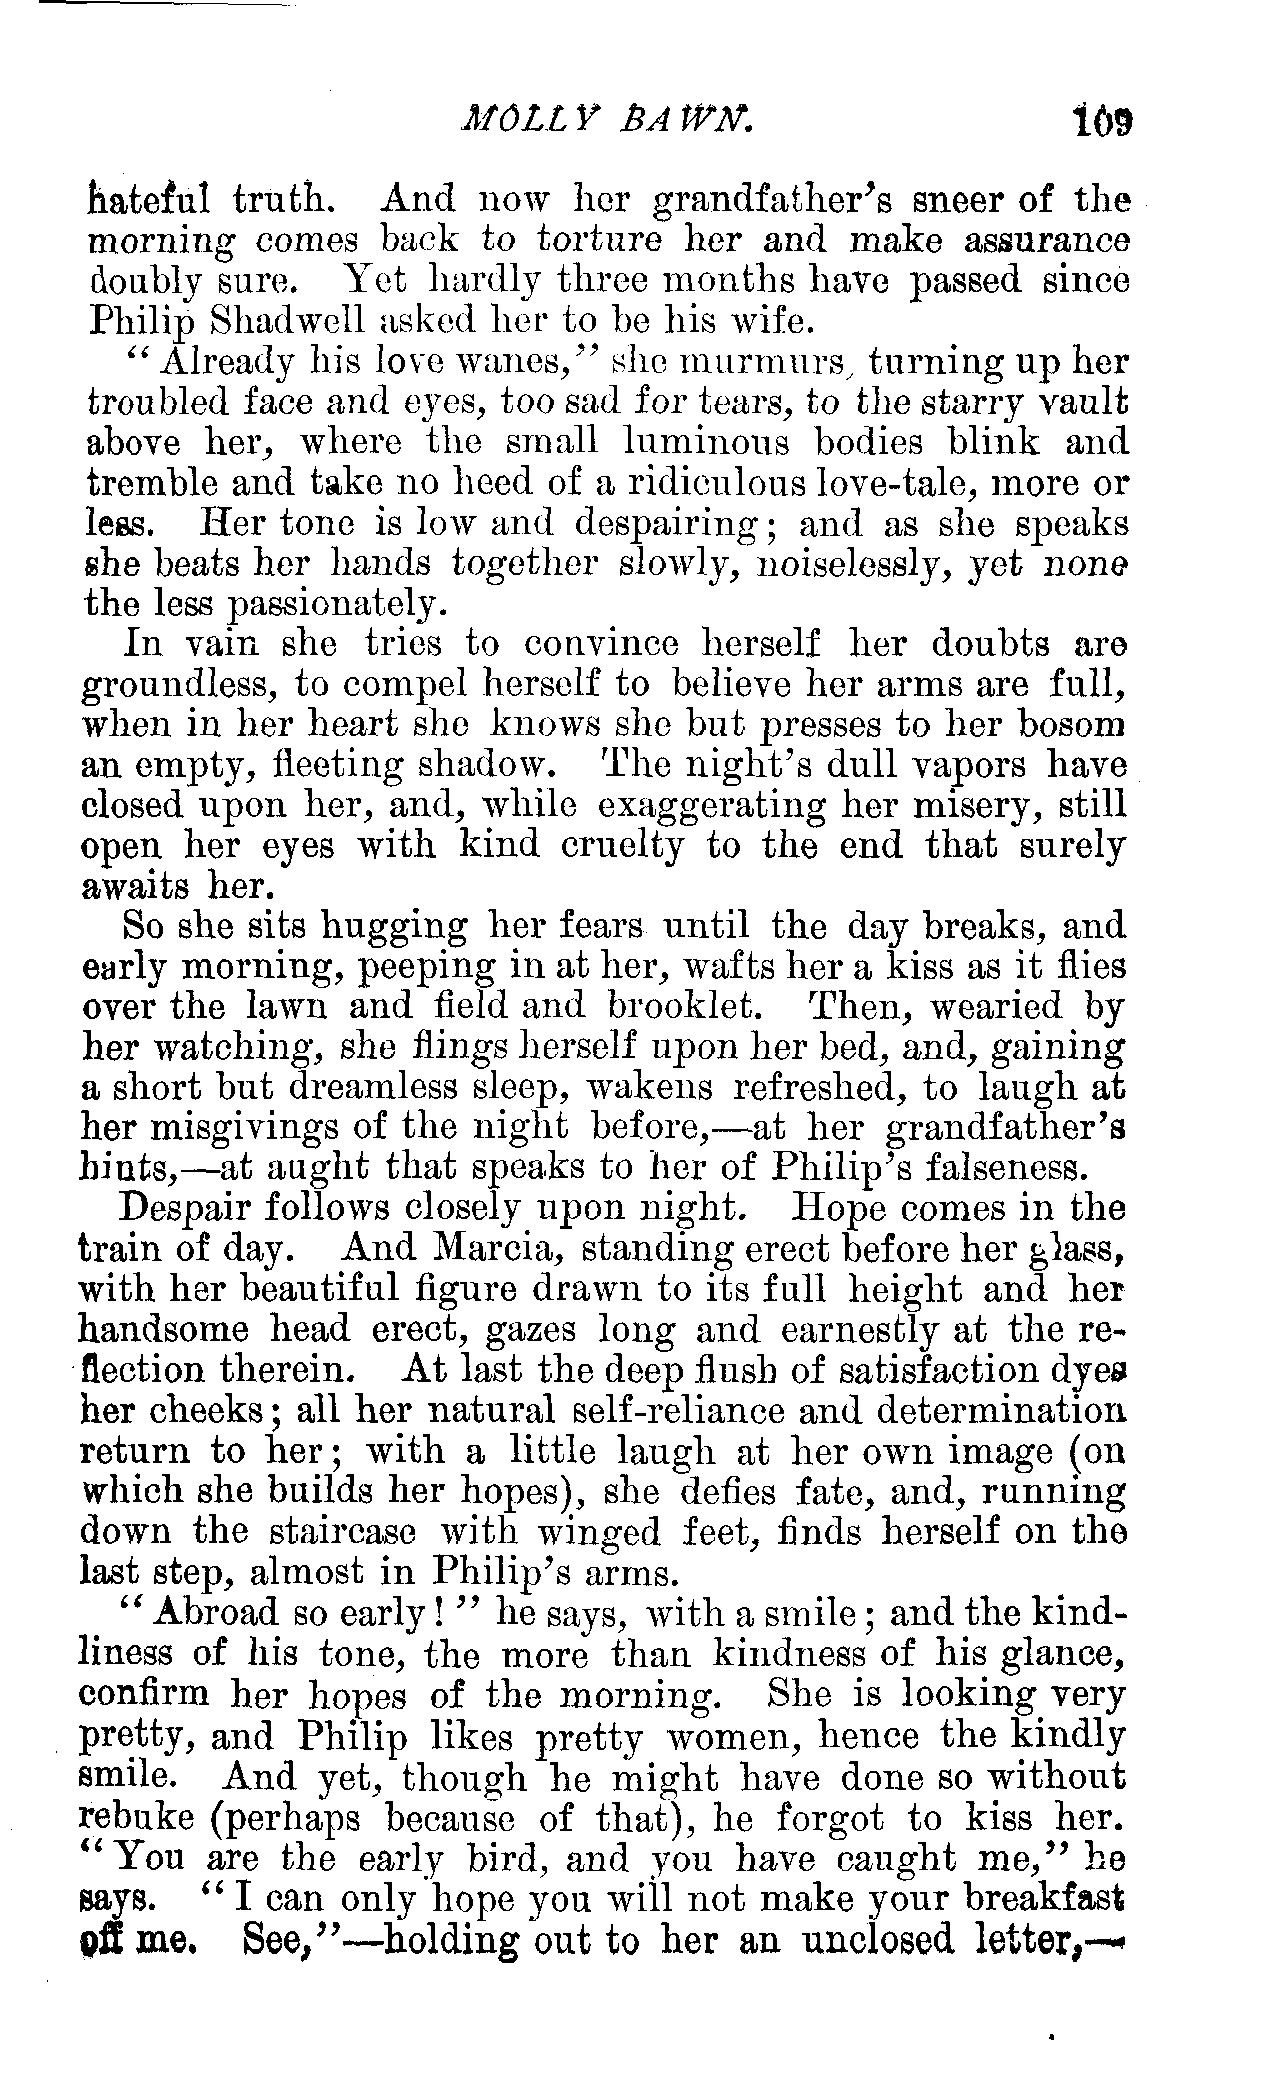 MOLLY BAWN. 109
hateful truth. And now her grandfather's sneer of the
morning comes back to torture her and make assurance
doubly sure. Yet hardly three months have passed since
Philip Shadwell asked her to be his wife.
"Already his love wanes," she murmurs, turning up her
troubled face and eyes, too sad for tears, to the starry vault
above her, where the small luminous bodies blink and
tremble and take no heed of a ridiculous love-tale, more or
less. Her tone is low and despairing; and as she speaks
she beats her hands together slowly, noiselessly, yet none
the less passionately.
In vain she tries to convince herself her doubts are
groundless, to compel herself to believe her arms are full,
when in her heart she knows she but presses to her bosom
an empty, fleeting shadow. The night's dull vapors have
closed upon her, and, while exaggerating her misery, still
open her eyes with kind cruelty to the end that surely
awaits her.
So she sits hugging her fears until the day breaks, and
early morning, peeping in at her, wafts her a kiss as it flies
over the lawn and field and brooklet. Then, wearied by
her watching, she flings herself upon her bed, and, gaining
a short but dreamless sleep, wakens refreshed, to laugh at
her misgivings of the night before,—at her grandfather's
hints,—at aught that speaks to her of Philip's falseness.
Despair follows closely upon night. Hope comes in the
train of day. And Marcia, standing erect before her glass,
with her beautiful figure drawn to its full height and her
handsome head erect, gazes long and earnestly at the re-
flection therein. At last the deep flush of satisfaction dyes
her cheeks; all her natural self-reliance and determination
return to her; with a little laugh at her own image (on
which she builds her hopes), she defies fate, and, running
down the staircase with winged feet, finds herself on the
last step, almost in Philip's arms.
"Abroad so early!" he says, with a smile; and the kind-
liness of his tone, the more than kindness of his glance,
confirm her hopes of the morning. She is looking very
pretty, and Philip likes pretty women, hence the kindly
smile. And yet, though he might have done so without
rebuke (perhaps because of that), he forgot to kiss her.
"You are the early bird, and you have caught me," he
says. "I can only hope you will not make your breakfast
off me. See,"—holding out to her an unclosed letter,—